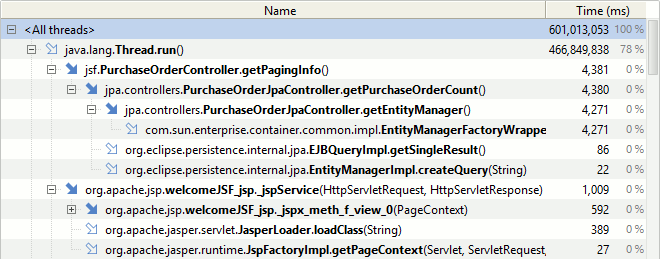 Name Time (ms)
<All threads> 601,013,053 100 %
java.lang.Thread.run() 466,849,838 78 %
jsf.PurchaseOrderController.getPagingInfo() 4,381 0 %
jpa.controllers.PurchaseOrderJpaController.getPurchaseOrderCount() 4,380 0 %
jpa.controllers.PurchaseOrderJpaController.getEntityManager() 4,271 0 %
com.sun.enterprise.container.common.impl.EntityManagerFactoryWrappe 4,271 0 %
org.eclipse.persistence.internal.jpa.EJBQueryImpl.getSingleResult() 86 0 %
org.eclipse.persistence.internal.jpa.EntityManagerImpl.createQuery(String) 22 0 %
org.apache.jsp.welcomeJSF_jsp._jspService(HttpServletRequest, HttpServletResponse) 1,009 0 %
org.apache.jsp.welcomeJSF_jsp._jspx_meth_f_view_0(PageContext) 592 0 %
org.apache.jasper.servlet.JasperLoader.loadClass(String) 389 0 %
org.apache.jasper.runtime.JspFactoryImpl.getPageContext(Servlet, ServletRequest, 27 0 %